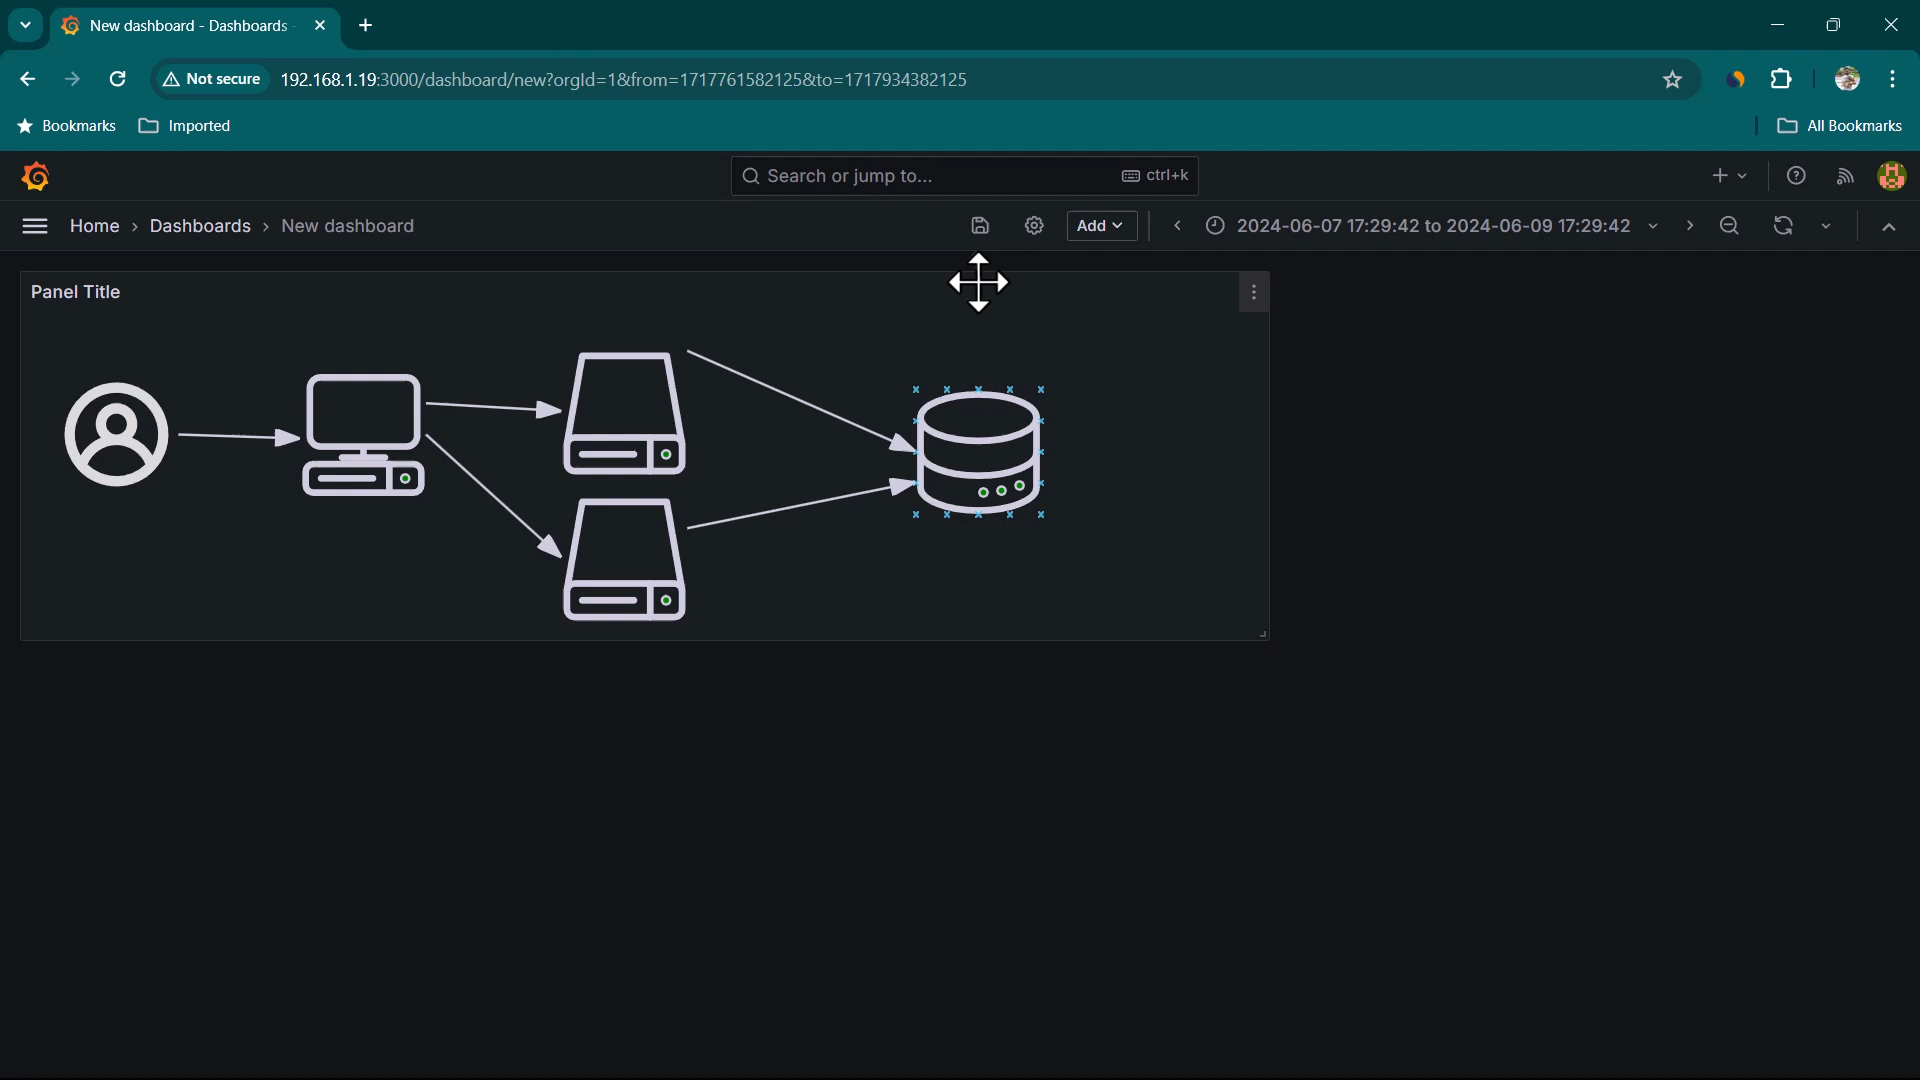 New dashboard - Dashboards -
Not secure 192.168.1.19:3000/dashboard/new?orgId=1&from=1717761582125&to=1717934382125
Bookmarks Imported All Bookmarks
Search or jump to... ctrl+k
Home › Dashboards › New dashboard Add 2024-06-07 17:29:42 to 2024-06-09 17:29:42
Panel Title